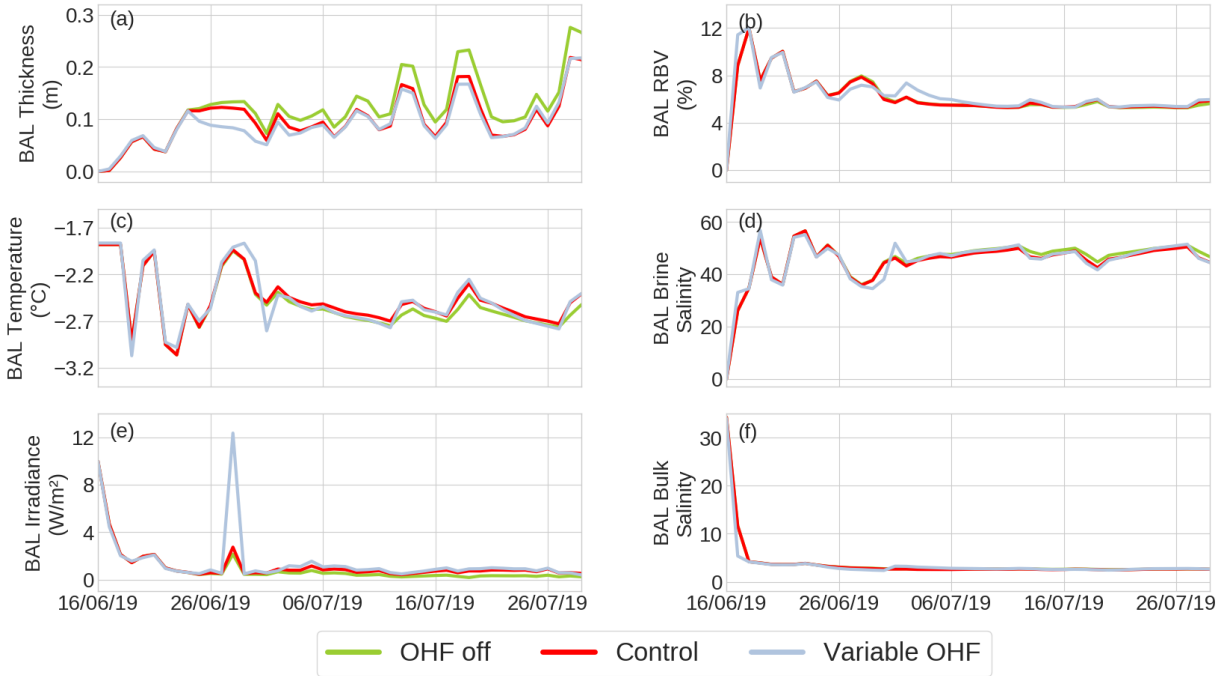 (a)
BAL Thickness
(m)
0.3
0.2
0.1
0.0
(b)
BAL RBV
(%)
12
8
4
0
(c)
BAL Temperature
(°C)
−1.7
−2.2
−2.7
−3.2
(d)
BAL Brine
Salinity
60
40
20
0
(e)
BAL Irradiance
(W/m²)
12
8
4
0
16/06/19 26/06/19 06/07/19 16/07/19 26/07/19
(f)
BAL Bulk
Salinity
30
20
10
0
16/06/19 26/06/19 06/07/19 16/07/19 26/07/19
OHF off Control Variable OHF